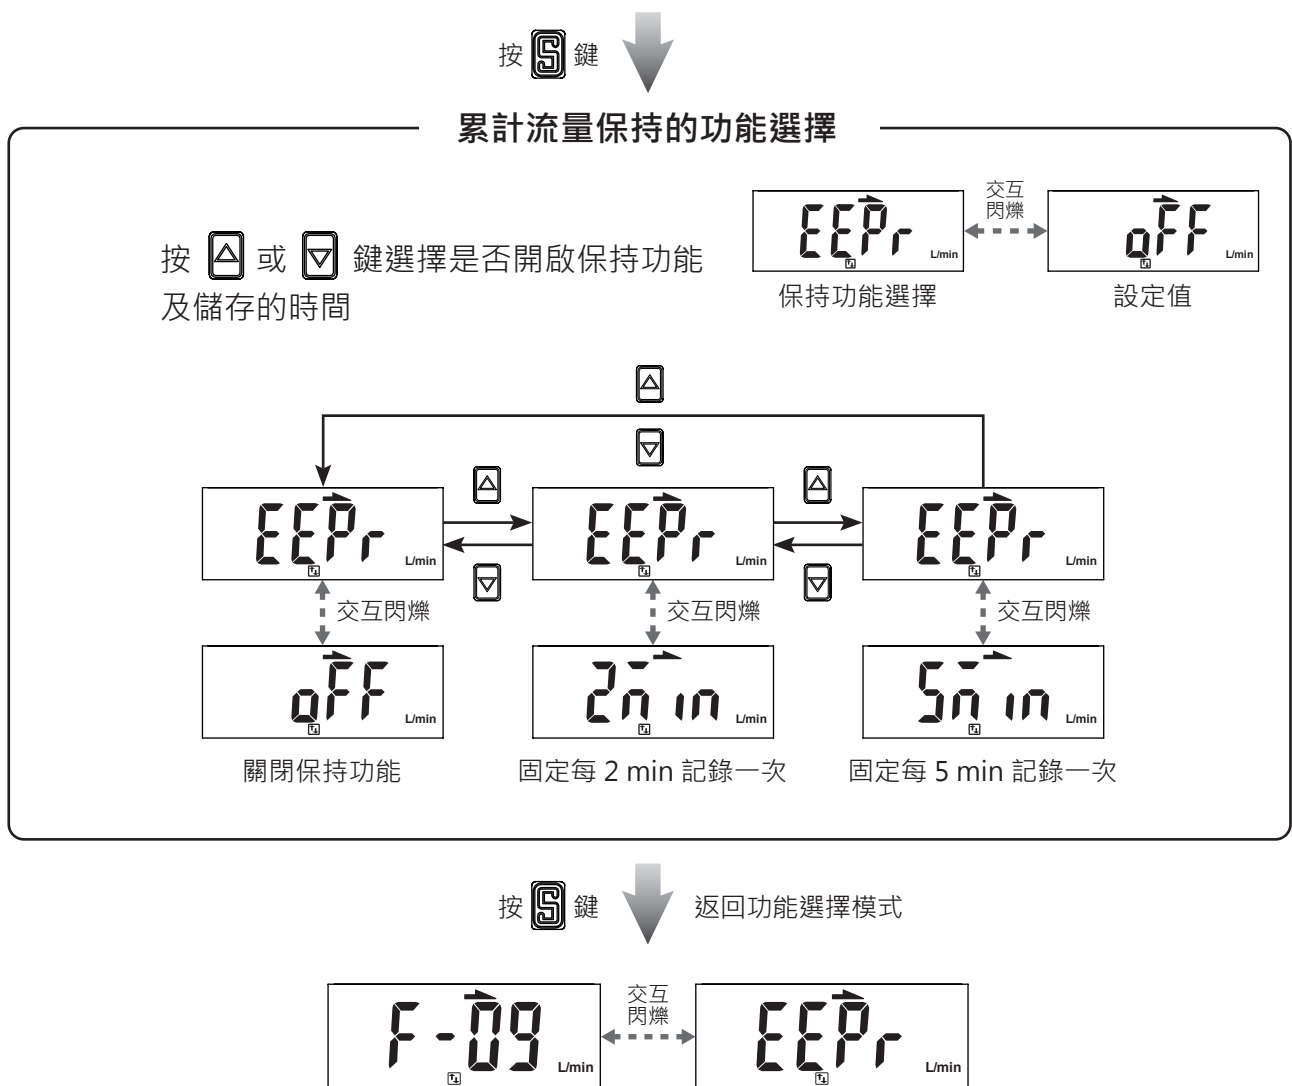 按 S 鍵
累計流量保持的功能選擇
按 △ 或 ▽ 鍵選擇是否開啟保持功能
及儲存的時間
EEPr L/min
交互
閃爍
oFF L/min
保持功能選擇
設定值
EEPr L/min
EEPr L/min
EEPr L/min
交互閃爍
交互閃爍
交互閃爍
oFF L/min
2min L/min
5min L/min
關閉保持功能
固定每 2 min 記錄一次
固定每 5 min 記錄一次
按 S 鍵
返回功能選擇模式
F-09 L/min
交互
閃爍
EEPr L/min